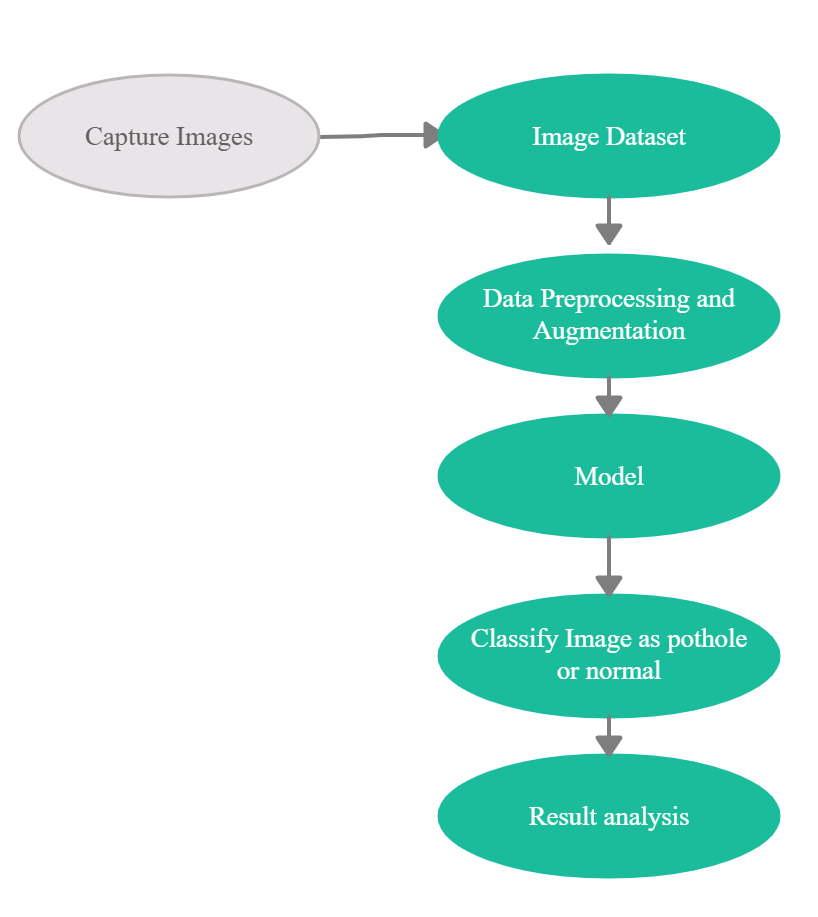 Capture Images
Image Dataset
Data Preprocessing and
Augmentation
Model
Classify Image as pothole
or normal
Result analysis